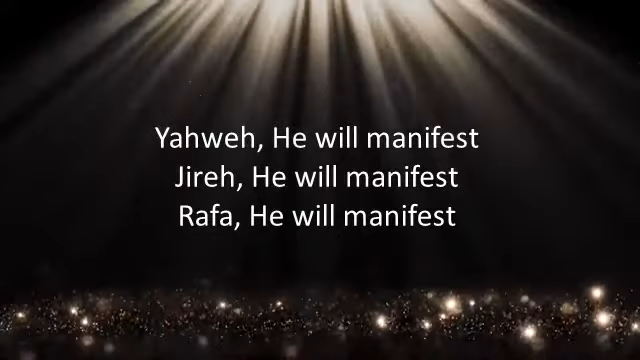 Yahweh, He will manifest
Jireh, He will manifest
Rafa, He will manifest